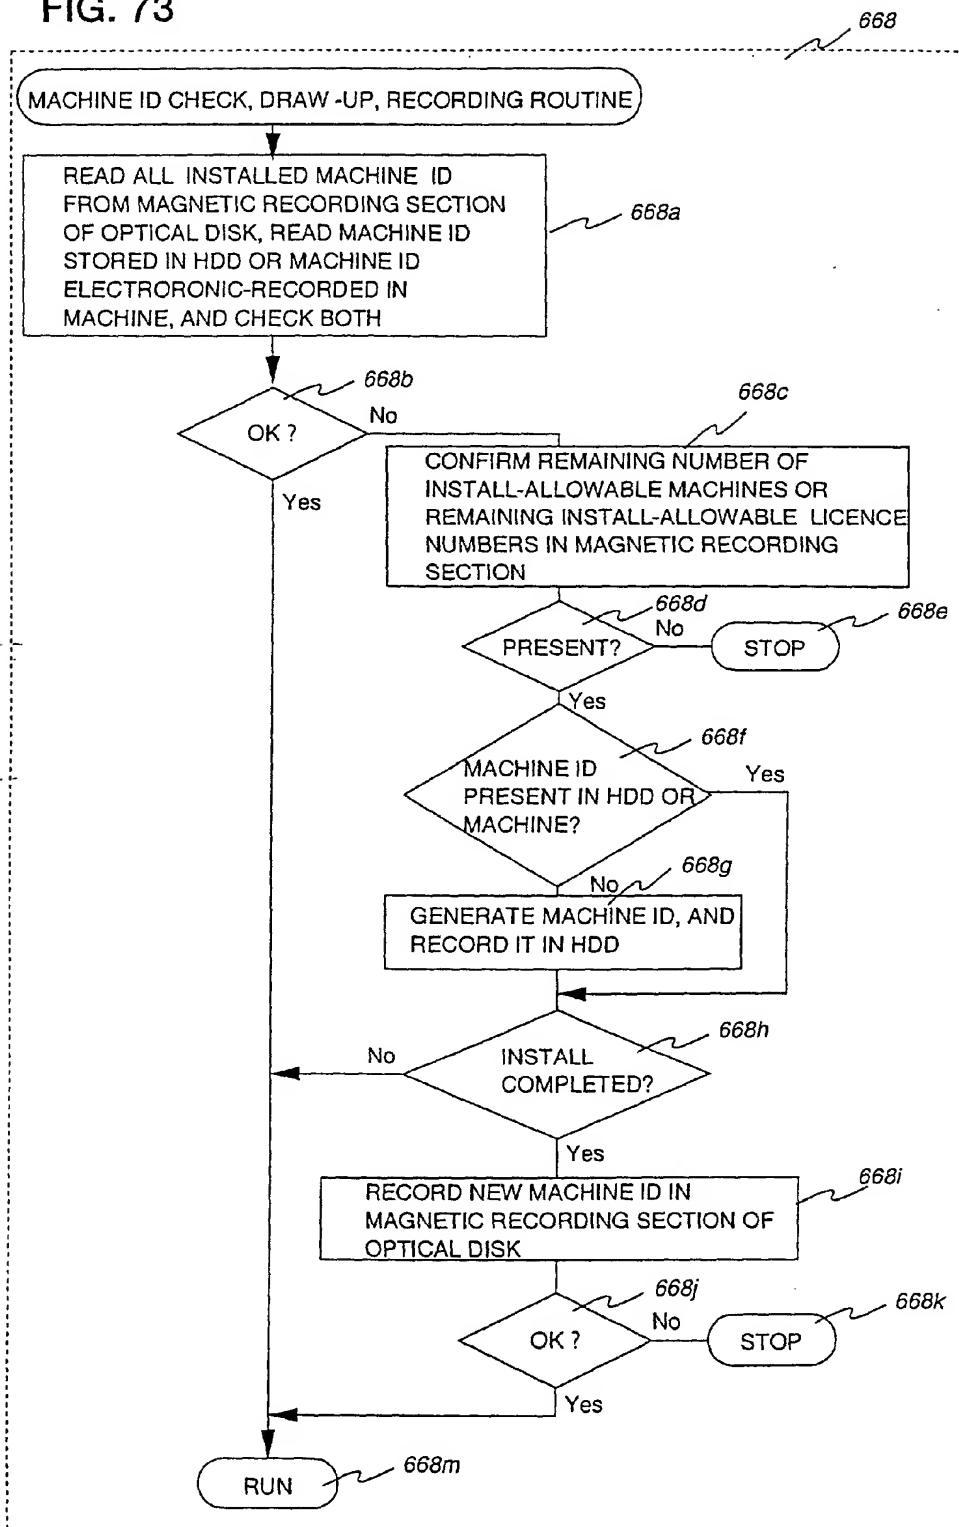 FIG. 73
668
MACHINE ID CHECK, DRAW -UP, RECORDING ROUTINE
READ ALL INSTALLED MACHINE ID
FROM MAGNETIC RECORDING SECTION
OF OPTICAL DISK, READ MACHINE ID
STORED IN HDD OR MACHINE ID
ELECTRORONIC-RECORDED IN
MACHINE, AND CHECK BOTH
668a
668b
OK ?
No
Yes
668c
CONFIRM REMAINING NUMBER OF
INSTALL-ALLOWABLE MACHINES OR
REMAINING INSTALL-ALLOWABLE LICENCE
NUMBERS IN MAGNETIC RECORDING
SECTION
668d
PRESENT?
No
668e
STOP
Yes
668f
MACHINE ID
PRESENT IN HDD OR
MACHINE?
Yes
No
668g
GENERATE MACHINE ID, AND
RECORD IT IN HDD
668h
INSTALL
COMPLETED?
No
Yes
668i
RECORD NEW MACHINE ID IN
MAGNETIC RECORDING SECTION OF
OPTICAL DISK
668j
OK ?
No
668k
STOP
Yes
RUN
668m